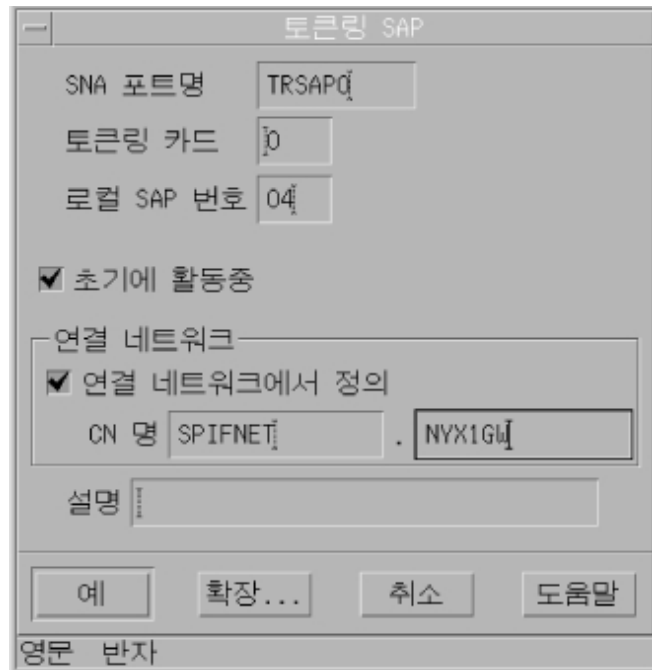 토큰링 SAP
SNA 포트명 TRSAP0
토큰링 카드 0
로컬 SAP 번호 04
초기에 활동중
연결 네트워크
연결 네트워크에서 정의
CN 명 SPIFNET . NYX1GW
설명
예 확장... 취소 도움말
영문 반자